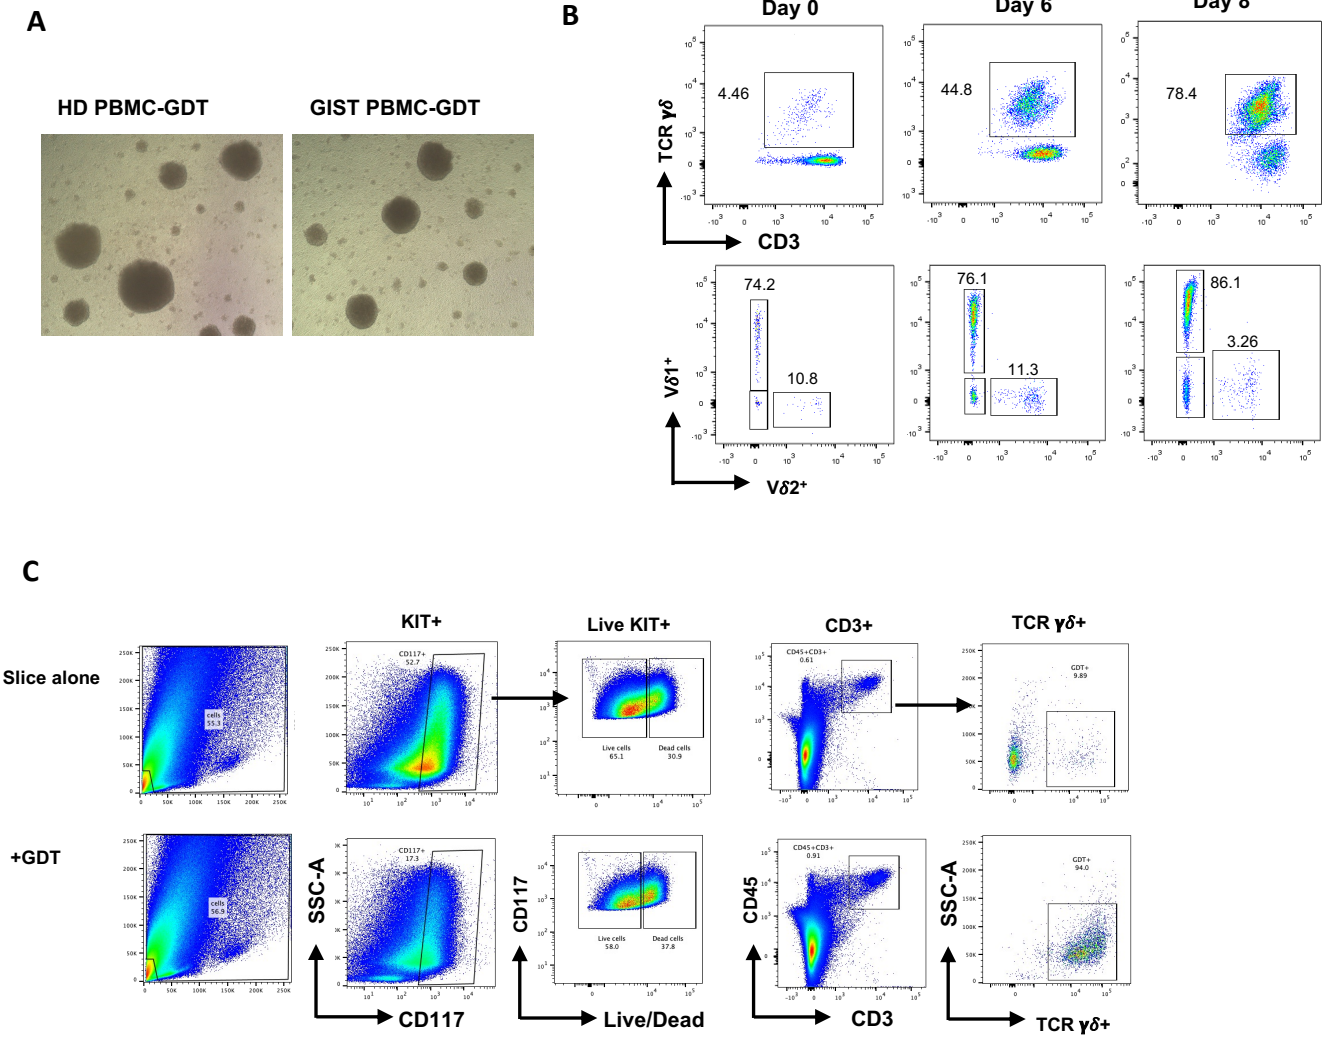 A
HD PBMC-GDT
GIST PBMC-GDT
B
Day 0
Day 6
Day 8
4.46
44.8
78.4
TCR γδ
CD3
74.2
10.8
76.1
11.3
86.1
3.26
Vδ1+
Vδ2+
C
KIT+
Live KIT+
CD3+
TCR γδ+
Slice alone
cells
55.3
CD117+
52.7
Live cells
65.1
Dead cells
30.9
CD45+CD3+
0.61
GDT+
9.89
+GDT
cells
56.9
CD117+
17.3
Live cells
58.0
Dead cells
37.8
CD45+CD3+
0.91
GDT+
94.0
SSC-A
CD117
CD117
Live/Dead
CD45
CD3
SSC-A
TCR γδ+